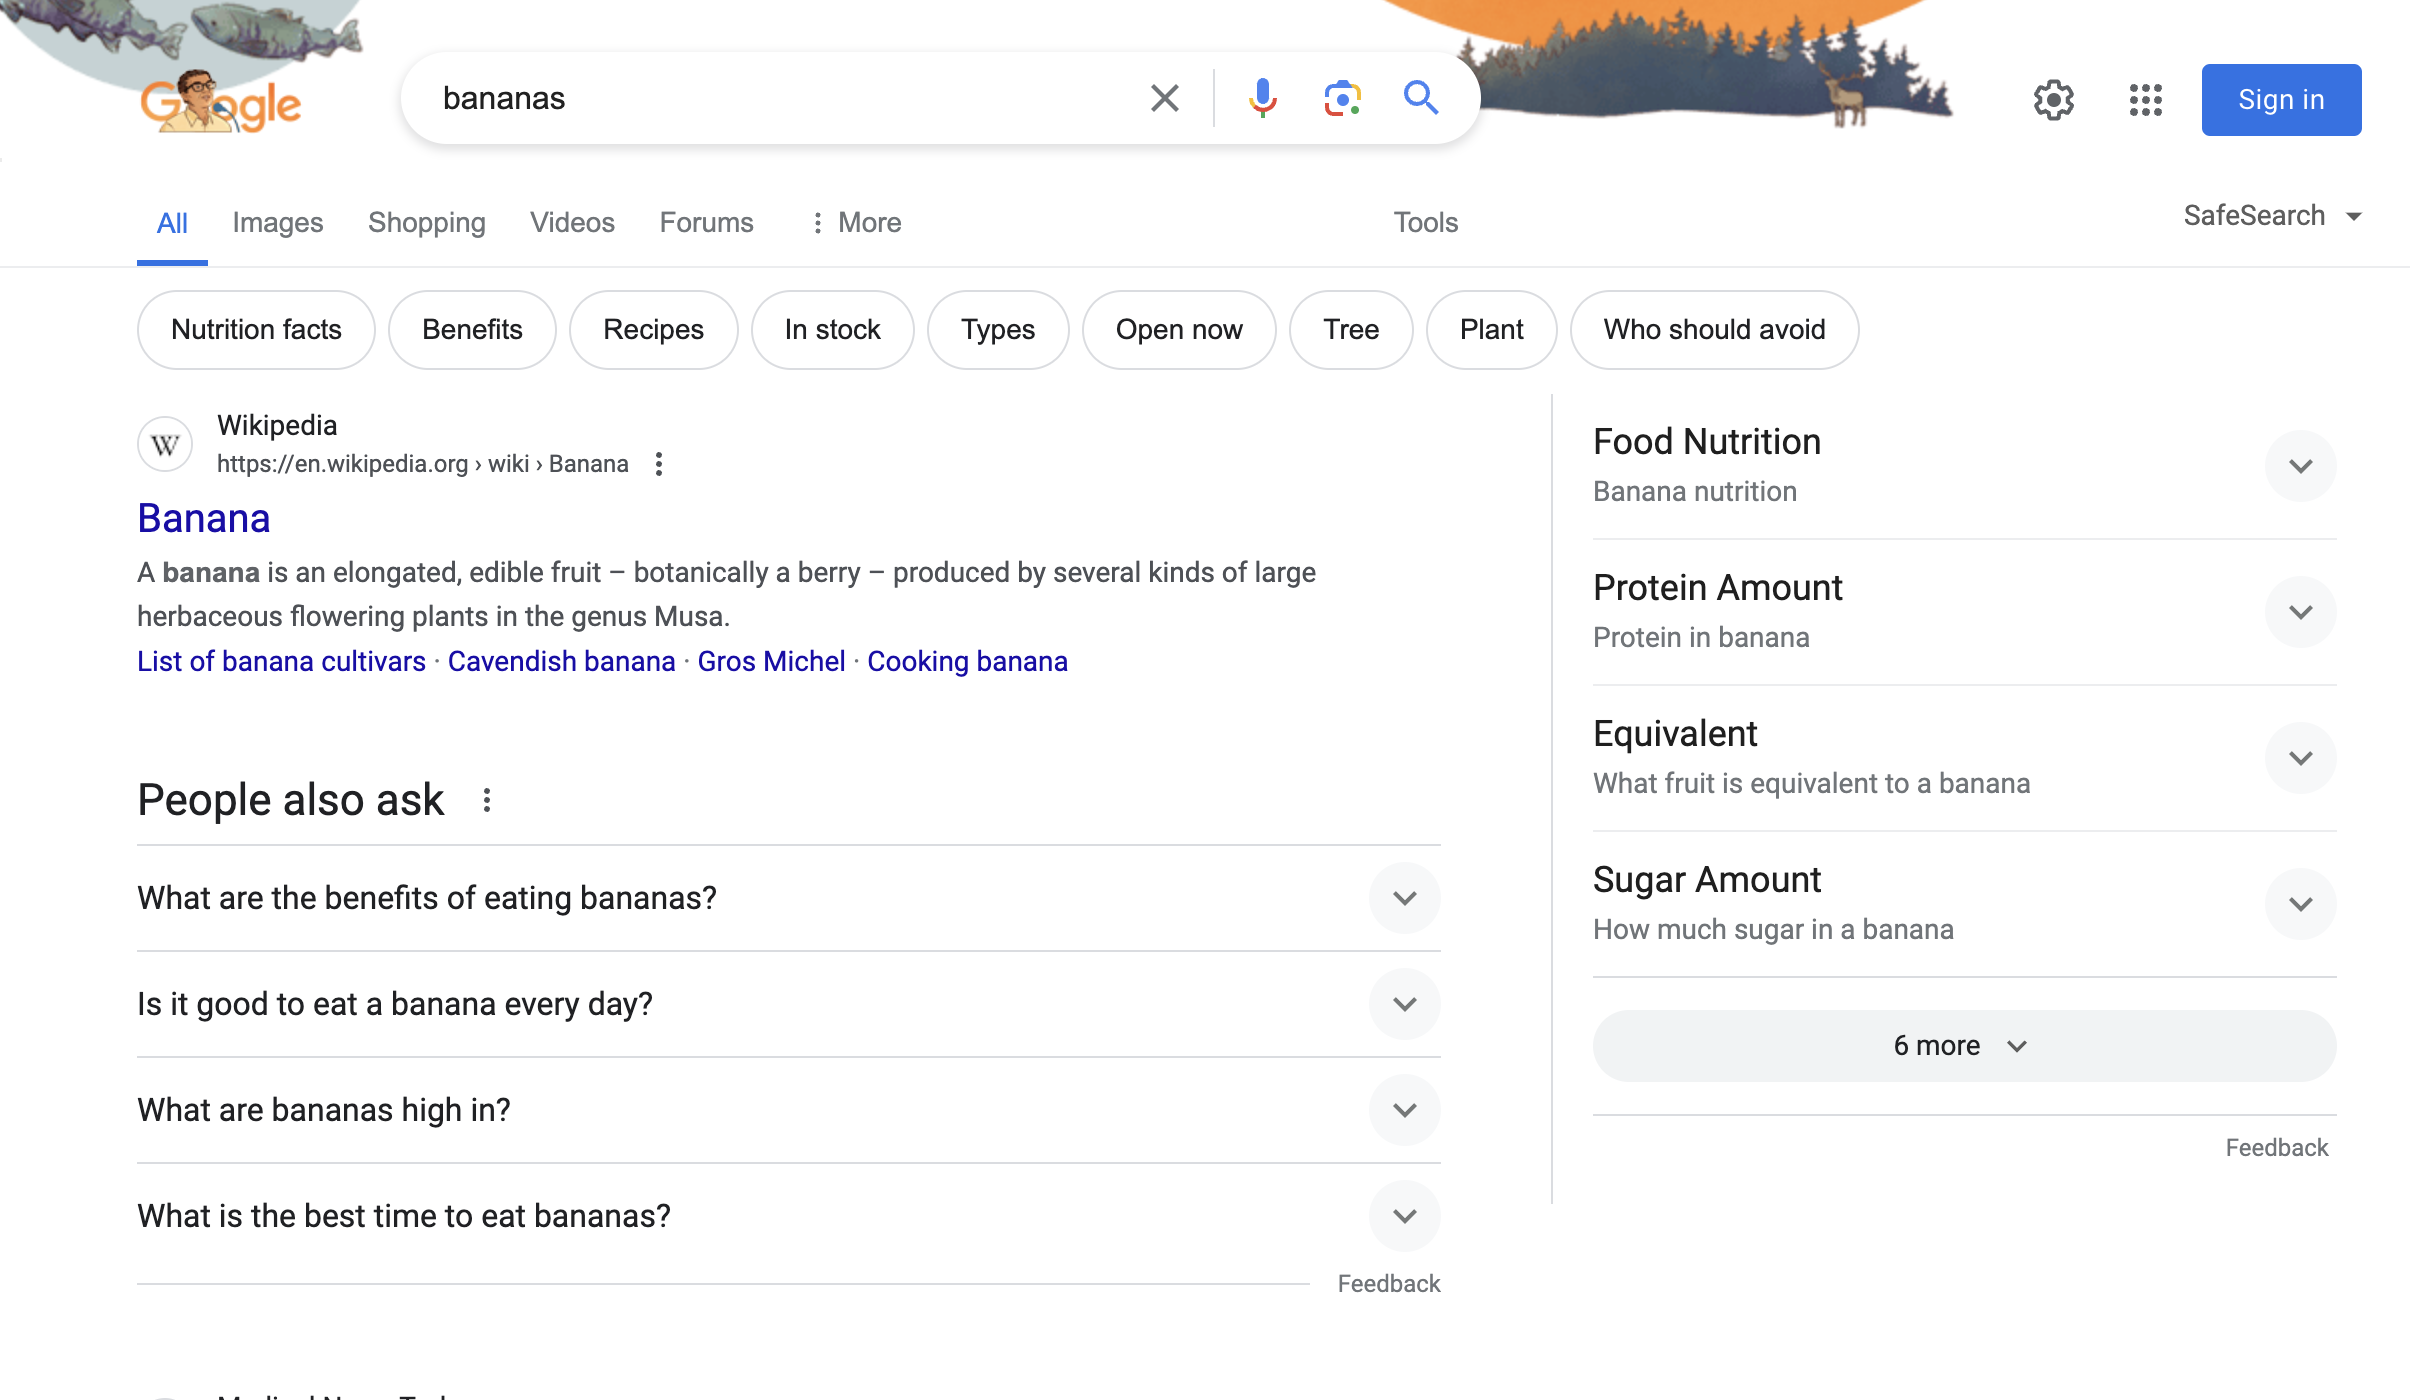 Google
bananas
Sign in
All
Images
Shopping
Videos
Forums
More
Tools
SafeSearch
Nutrition facts
Benefits
Recipes
In stock
Types
Open now
Tree
Plant
Who should avoid
W
Wikipedia
https://en.wikipedia.org › wiki › Banana
Banana
A banana is an elongated, edible fruit – botanically a berry – produced by several kinds of large
herbaceous flowering plants in the genus Musa.
List of banana cultivars · Cavendish banana · Gros Michel · Cooking banana
People also ask
What are the benefits of eating bananas?
Is it good to eat a banana every day?
What are bananas high in?
What is the best time to eat bananas?
Feedback
Food Nutrition
Banana nutrition
Protein Amount
Protein in banana
Equivalent
What fruit is equivalent to a banana
Sugar Amount
How much sugar in a banana
6 more
Feedback